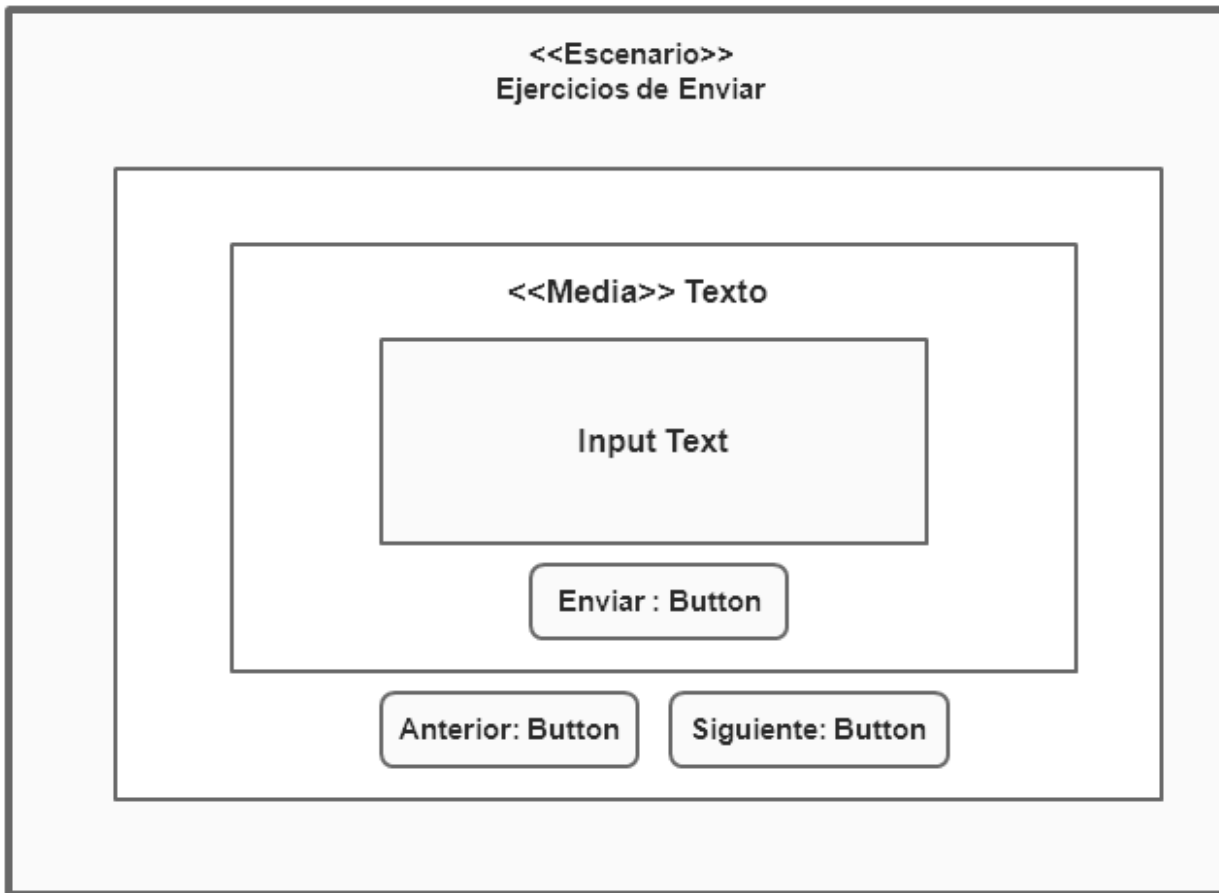 <<Escenario>>
Ejercicios de Enviar
<<Media>> Texto
Input Text
Enviar : Button
Anterior: Button
Siguiente: Button